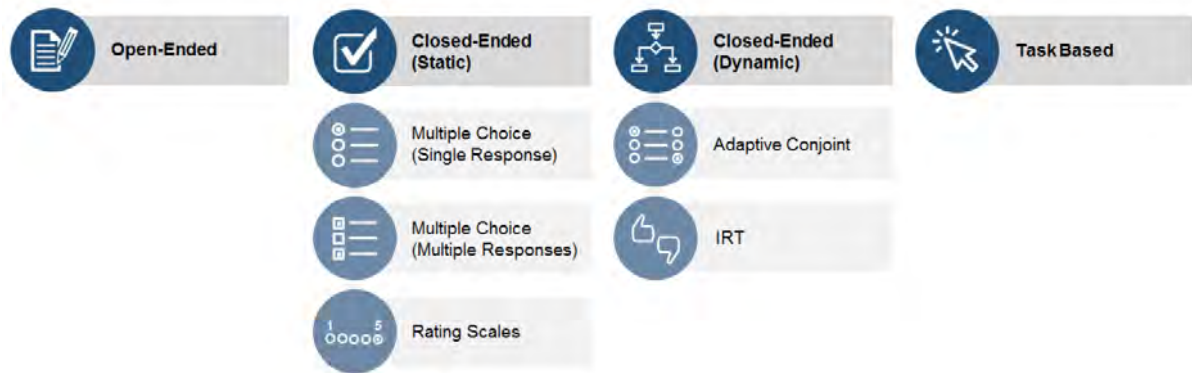 Open-Ended
Closed-Ended
(Static)
Multiple Choice
(Single Response)
Multiple Choice
(Multiple Responses)
1 5
Rating Scales
Closed-Ended
(Dynamic)
Adaptive Conjoint
IRT
Task Based